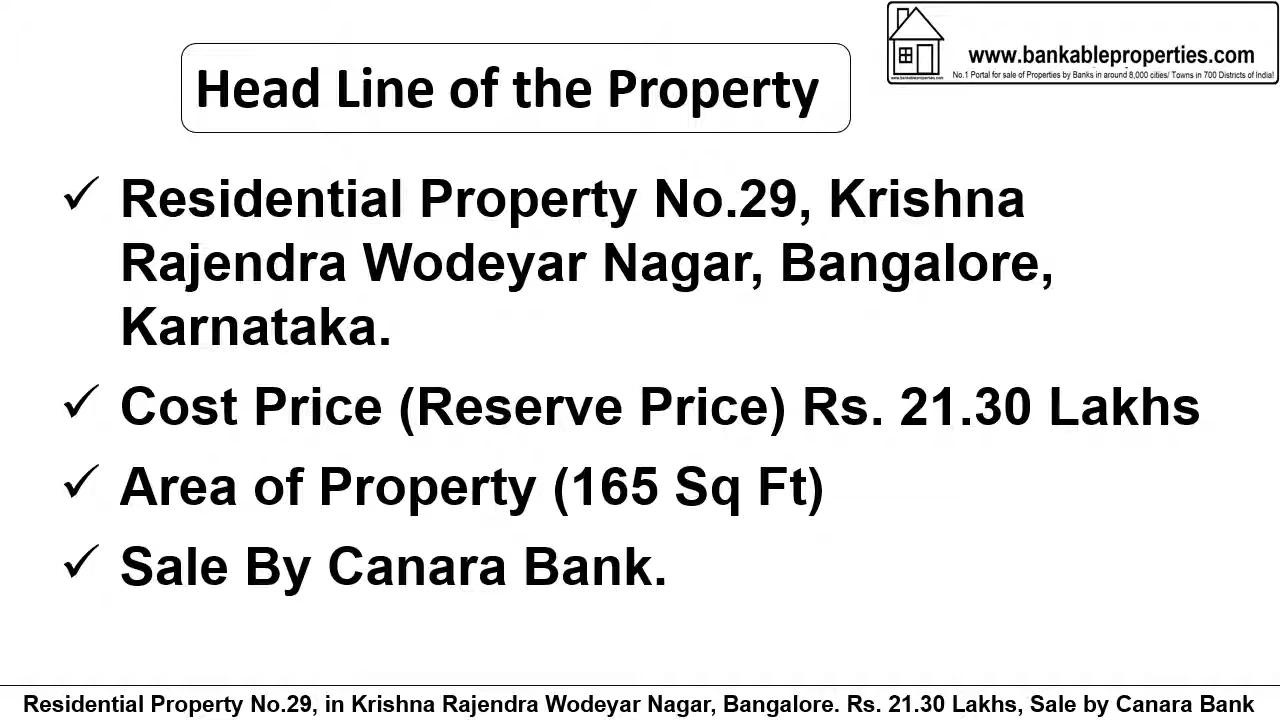 www.bankableproperties.com
No.1 Portal for sale of Properties by Banks in around 8,000 cities/ Towns in 700 Districts of India!
Head Line of the Property
✓ Residential Property No.29, Krishna
Rajendra Wodeyar Nagar, Bangalore,
Karnataka.
✓ Cost Price (Reserve Price) Rs. 21.30 Lakhs
✓ Area of Property (165 Sq Ft)
✓ Sale By Canara Bank.
Residential Property No.29, in Krishna Rajendra Wodeyar Nagar, Bangalore. Rs. 21.30 Lakhs, Sale by Canara Bank